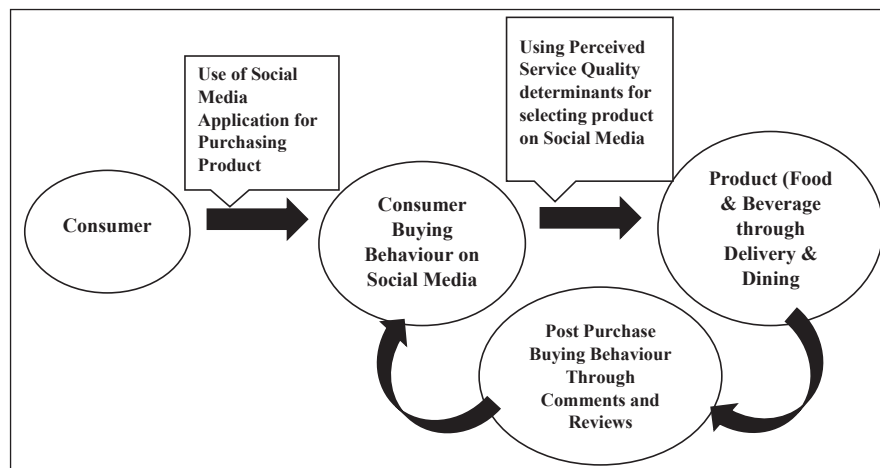 Use of Social
Media
Application for
Purchasing
Product
Using Perceived
Service Quality
determinants for
selecting product
on Social Media
Consumer
Consumer
Buying
Behaviour on
Social Media
Product (Food
& Beverage
through
Delivery &
Dining
Post Purchase
Buying Behaviour
Through
Comments and
Reviews